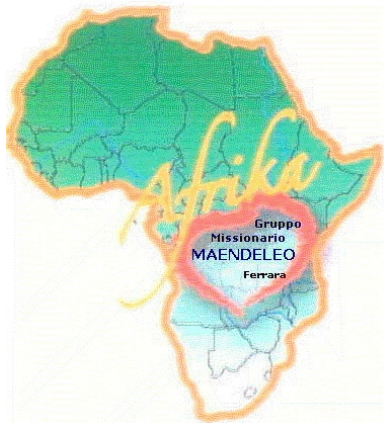 Afrika
Gruppo
Missionario
MAENDELEO
Ferrara